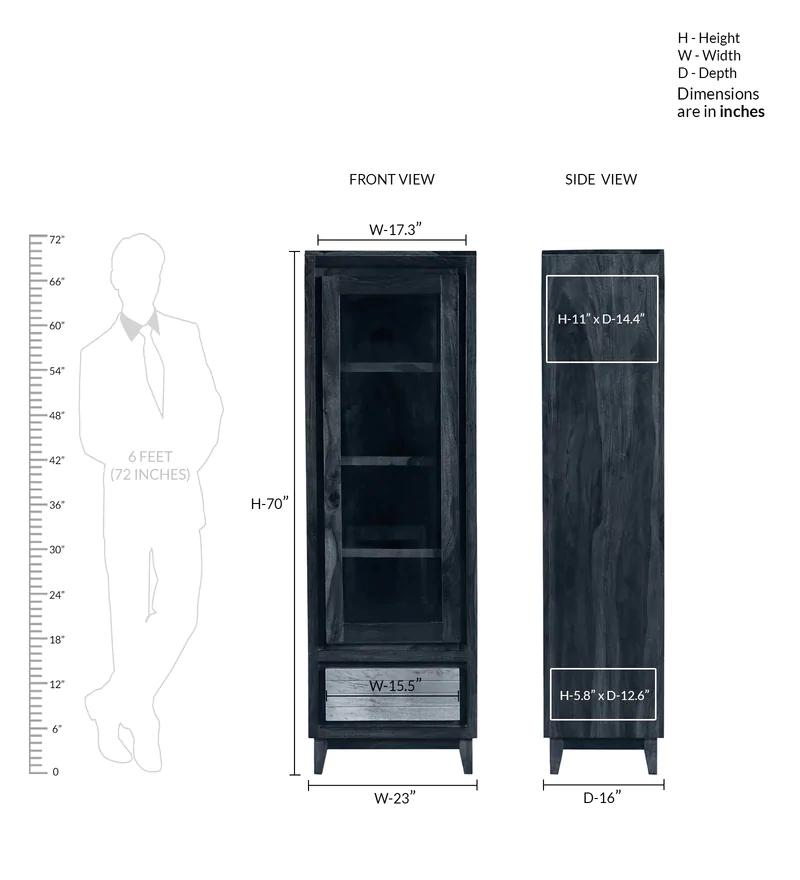 H - Height
W - Width
D - Depth
Dimensions
are in inches
FRONT VIEW
SIDE VIEW
W-17.3”
72”
66”
60”
54”
48”
42”
36”
30”
24”
18”
12”
6”
0
6 FEET
(72 INCHES)
H-70”
H-11” x D-14.4”
W-15.5”
H-5.8” x D-12.6”
W-23”
D-16”